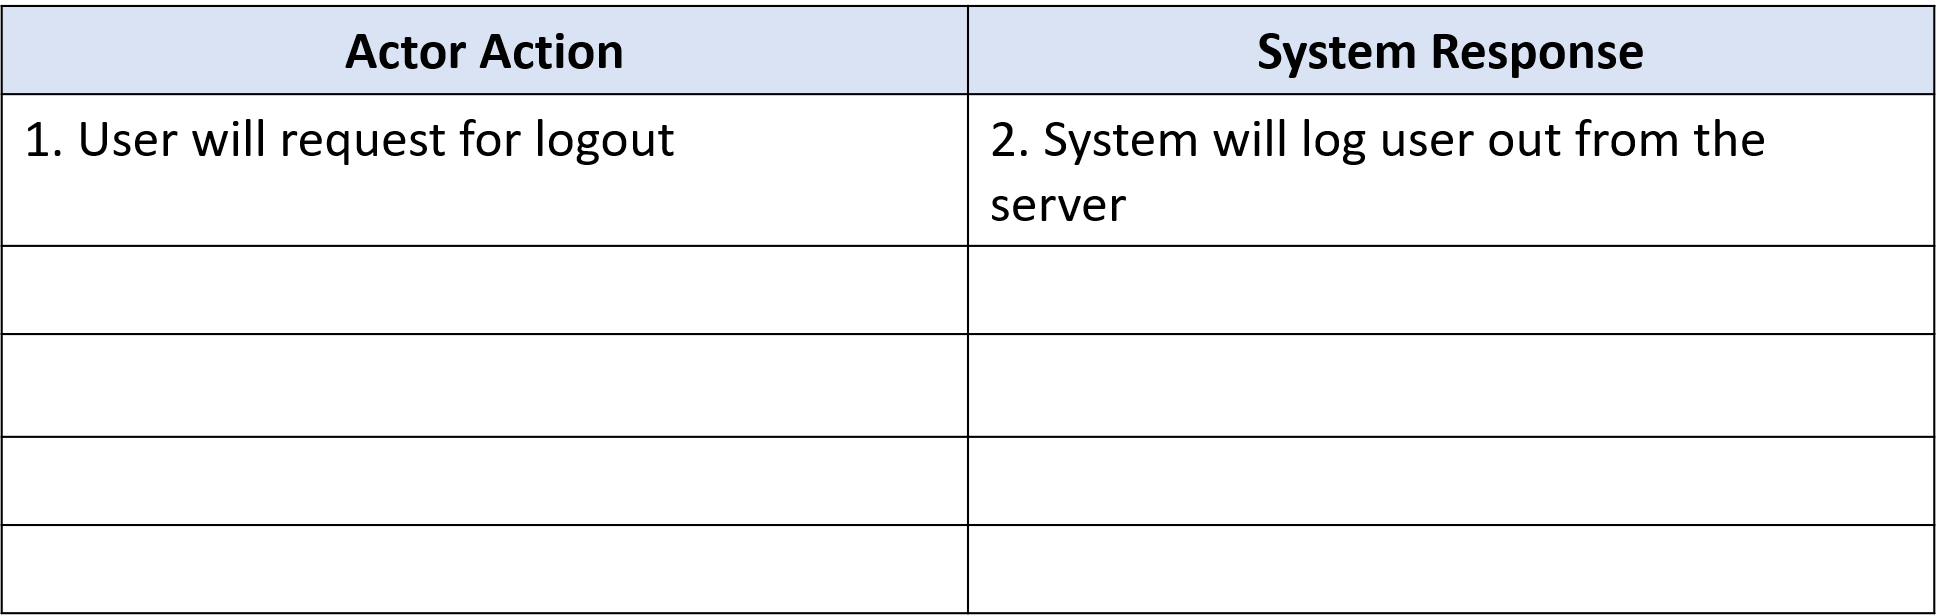 Actor Action
System Response
1. User will request for logout
2. System will log user out from the
server